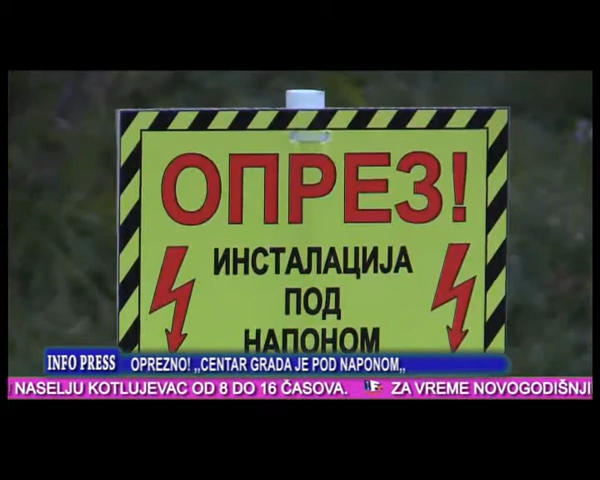 ОПРЕЗ!
ИНСТАЛАЦИЈА
ПОД
НАПОНОМ
INFO PRESS OPREZNO! ,,CENTAR GRADA JE POD NAPONOM,,
NASELJU KOTLUJEVAC OD 8 DO 16 ČASOVA. ZA VREME NOVOGODIŠNJI